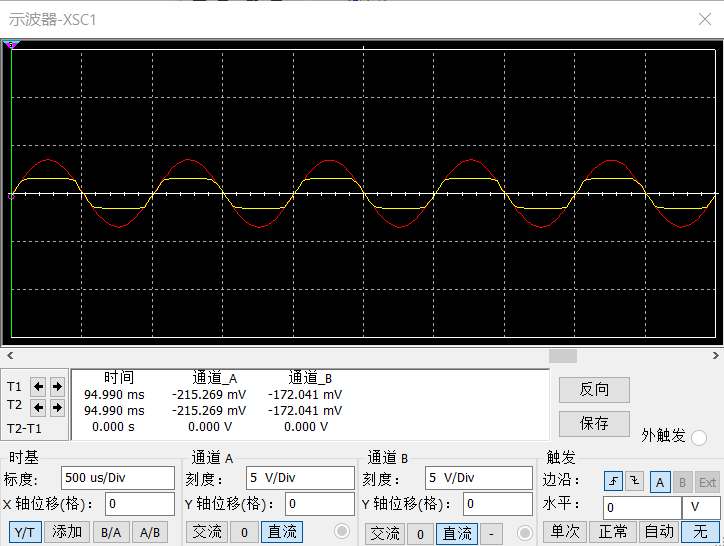 示波器-XSC1
时间 通道_A 通道_B
T1 94.990 ms -215.269 mV -172.041 mV
T2 94.990 ms -215.269 mV -172.041 mV
T2-T1 0.000 s 0.000 V 0.000 V
反向
保存
外触发
时基 通道 A 通道 B 触发
标度: 500 us/Div 刻度: 5 V/Div 刻度: 5 V/Div 边沿: A B Ext
X 轴位移(格): 0 Y 轴位移(格): 0 Y 轴位移(格): 0 水平: 0 V
Y/T 添加 B/A A/B 交流 0 直流 交流 0 直流 - 单次 正常 自动 无